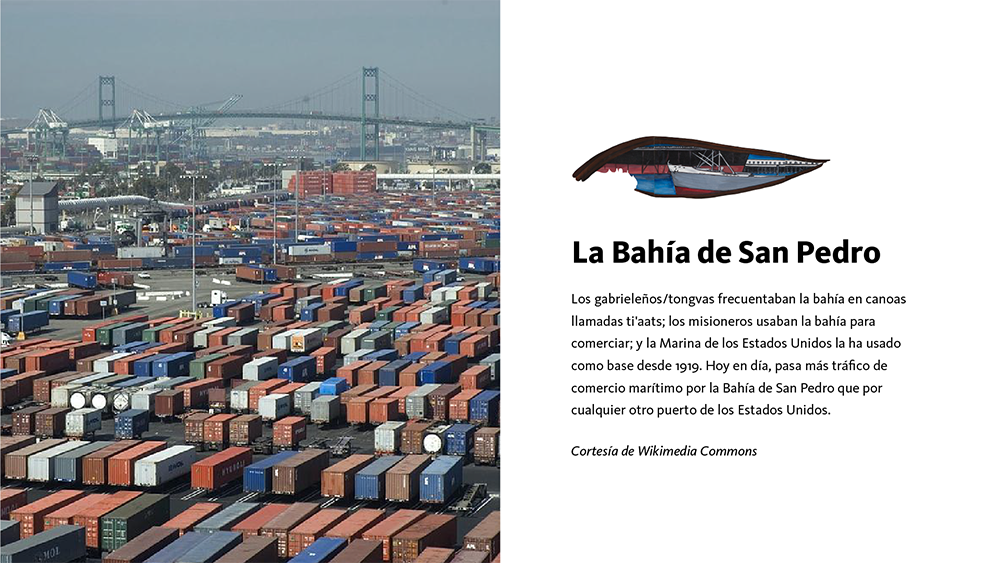 La Bahía de San Pedro
Los gabrieleños/tongvas frecuentaban la bahía en canoas
llamadas ti'aats; los misioneros usaban la bahía para
comerciar; y la Marina de los Estados Unidos la ha usado
como base desde 1919. Hoy en día, pasa más tráfico de
comercio marítimo por la Bahía de San Pedro que por
cualquier otro puerto de los Estados Unidos.
Cortesía de Wikimedia Commons